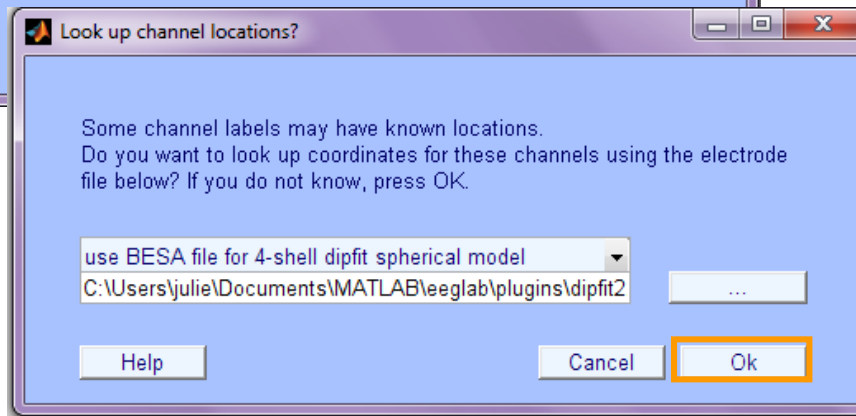 Look up channel locations?
Some channel labels may have known locations.
Do you want to look up coordinates for these channels using the electrode
file below? If you do not know, press OK.
use BESA file for 4-shell dipfit spherical model
C:\Users\julie\Documents\MATLAB\eeglab\plugins\dipfit2
...
Help
Cancel
Ok